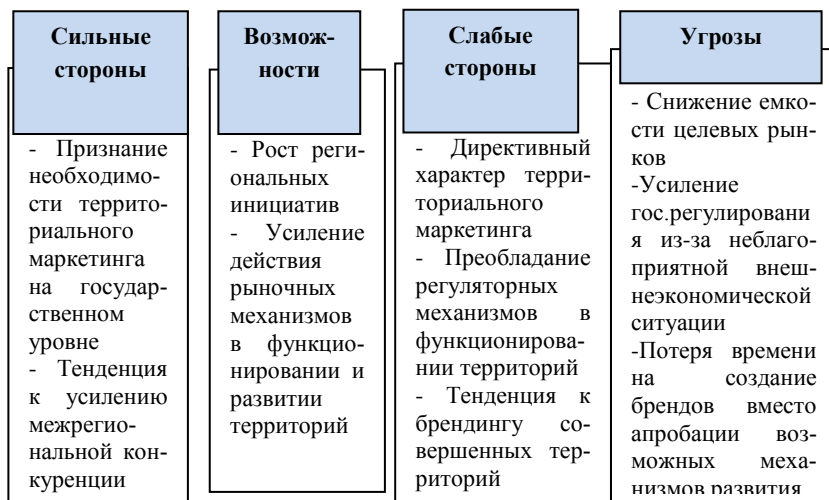 Сильные
стороны
- Признание
необходимо-
сти террито-
риального
маркетинга
на государ-
ственном
уровне
- Тенденция
к усилению
межрегио-
нальной кон-
куренции
Возмож-
ности
- Рост реги-
ональных
инициатив
- Усиление
действия
рыночных
механизмов
в функцио-
нировании и
развитии
территорий
Слабые
стороны
- Директивный
характер терри-
ториального
маркетинга
- Преобладание
регуляторных
механизмов в
функционирова-
нии территорий
- Тенденция к
брендингу со-
вершенных тер-
риторий
Угрозы
- Снижение емко-
сти целевых рын-
ков
-Усиление
гос.регулировани
я из-за неблаго-
приятной внеш-
неэкономической
ситуации
-Потеря времени
на создание
брендов вместо
апробации воз-
можных меха-
низмов развития